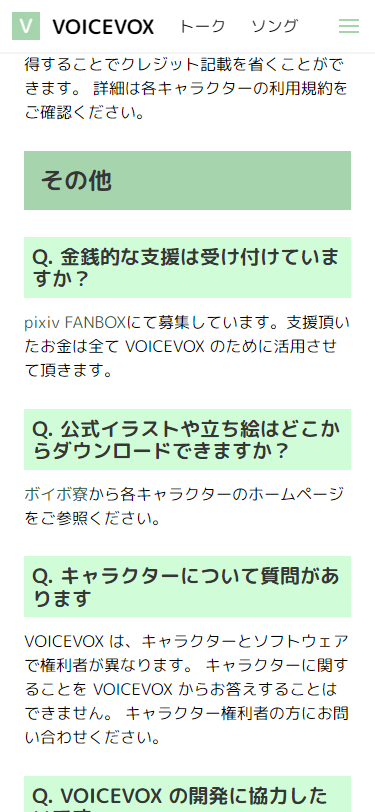 V VOICEVOX トーク ソング
得することでクレジット記載を省くことがで
きます。 詳細は各キャラクターの利用規約を
ご確認ください。
その他
Q. 金銭的な支援は受け付けていま
すか？
pixiv FANBOXにて募集しています。支援頂い
たお金は全て VOICEVOX のために活用させ
て頂きます。
Q. 公式イラストや立ち絵はどこか
らダウンロードできますか？
ボイボ寮から各キャラクターのホームページ
をご参照ください。
Q. キャラクターについて質問があ
ります
VOICEVOX は、キャラクターとソフトウェア
で権利者が異なります。 キャラクターに関す
ることを VOICEVOX からお答えすることは
できません。 キャラクター権利者の方にお問
い合わせください。
Q. VOICEVOX の開発に協力した